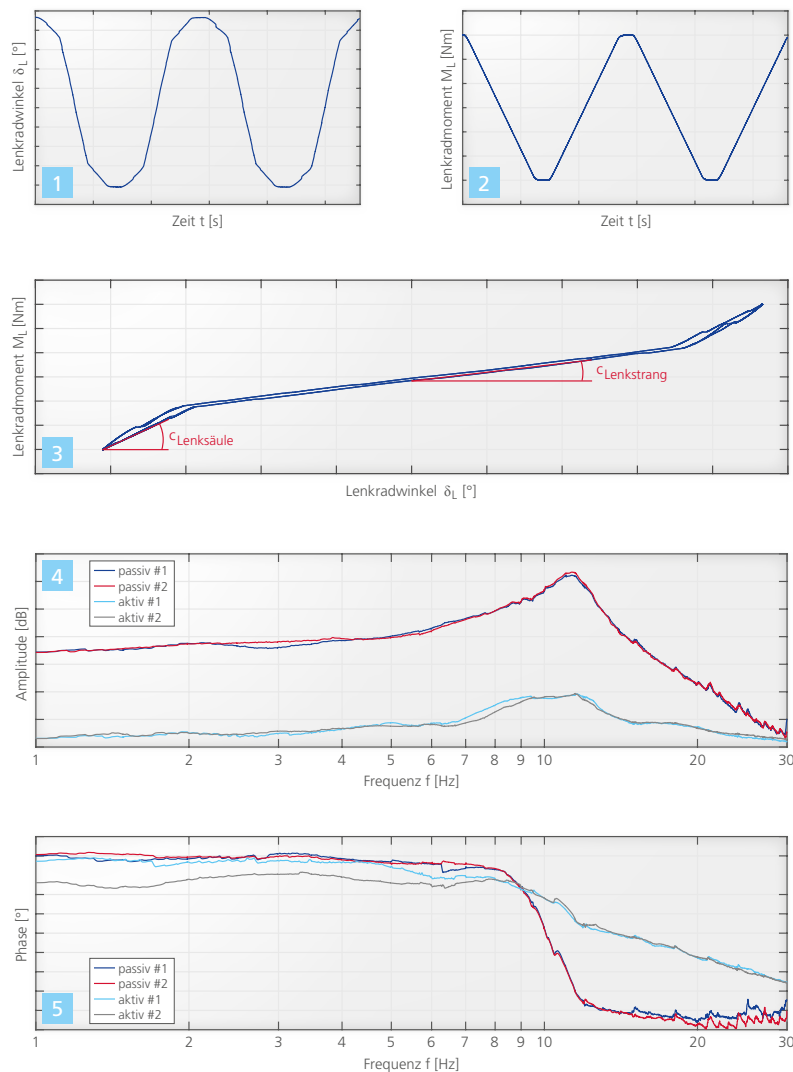 Lenkradwinkel δL [°]
1
Zeit t [s]
Lenkradmoment ML [Nm]
2
Zeit t [s]
Lenkradmoment ML [Nm]
cLenkstrang
cLenksäule
3
Lenkradwinkel δL [°]
4
passiv #1
passiv #2
aktiv #1
aktiv #2
Amplitude [dB]
1 2 3 4 5 6 7 8 9 10 20 30
Frequenz f [Hz]
Phase [°]
passiv #1
passiv #2
aktiv #1
aktiv #2
5
1 2 3 4 5 6 7 8 9 10 20 30
Frequenz f [Hz]